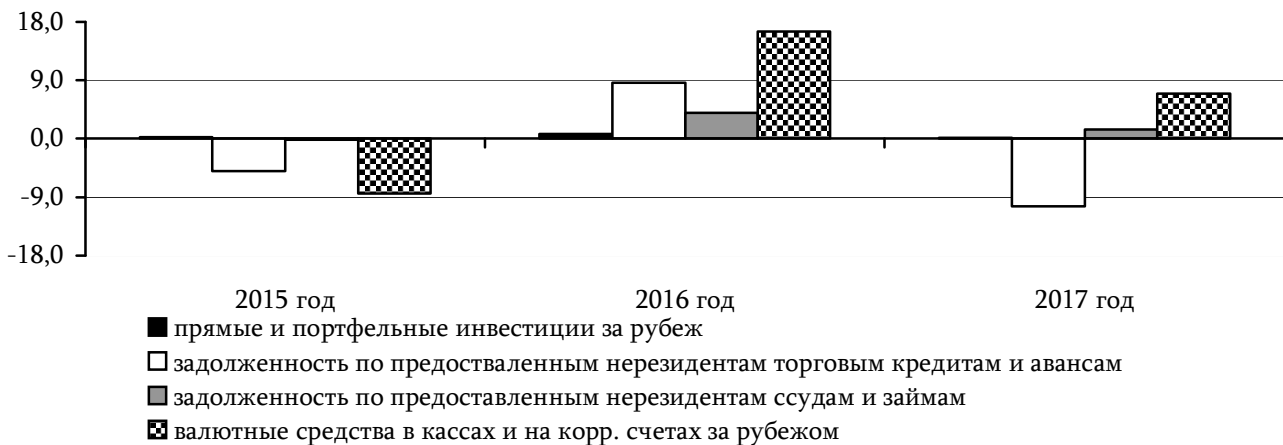 18,0
9,0
0,0
-9,0
-18,0
2015 год 2016 год 2017 год
прямые и портфельные инвестиции за рубеж
задолженность по предостваленным нерезидентам торговым кредитам и авансам
задолженность по предоставленным нерезидентам ссудам и займам
валютные средства в кассах и на корр. счетах за рубежом